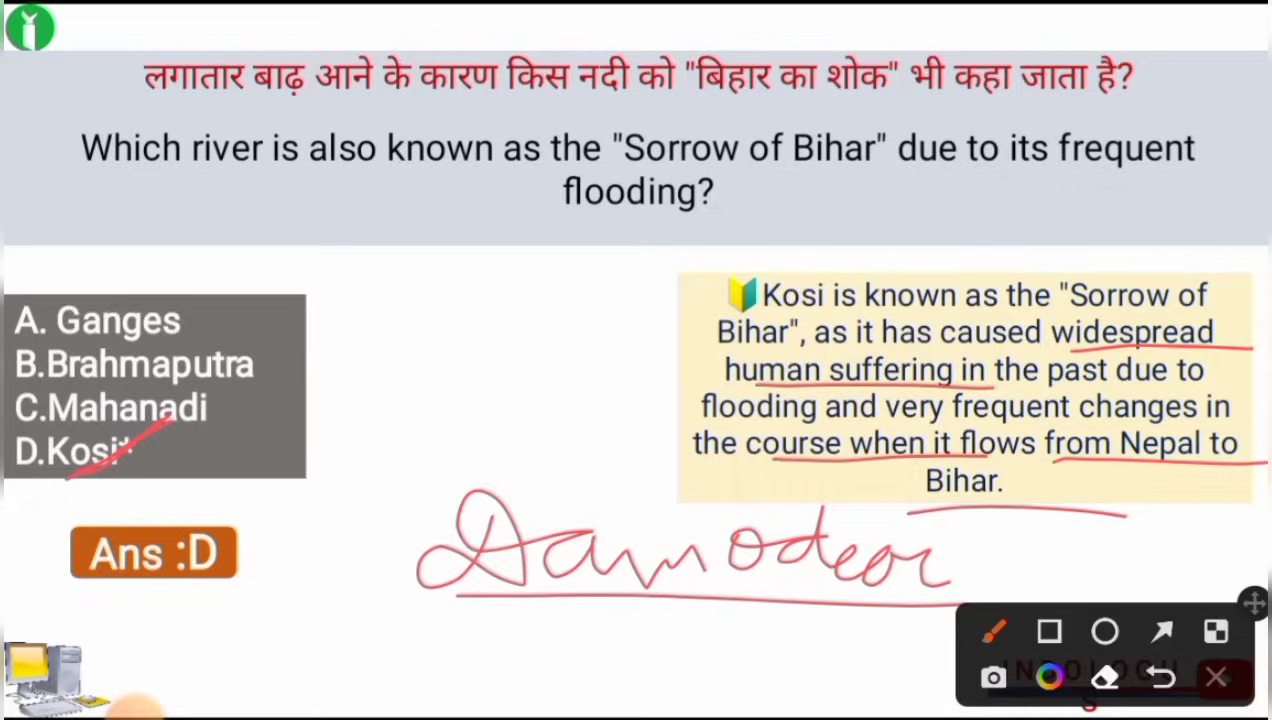 लगातार बाढ़ आने के कारण किस नदी को "बिहार का शोक" भी कहा जाता है?
Which river is also known as the "Sorrow of Bihar" due to its frequent
flooding?
A. Ganges
B.Brahmaputra
C.Mahanadi
D.Kosi*
Ans :D
🔰Kosi is known as the "Sorrow of
Bihar", as it has caused widespread
human suffering in the past due to
flooding and very frequent changes in
the course when it flows from Nepal to
Bihar.
Damodar